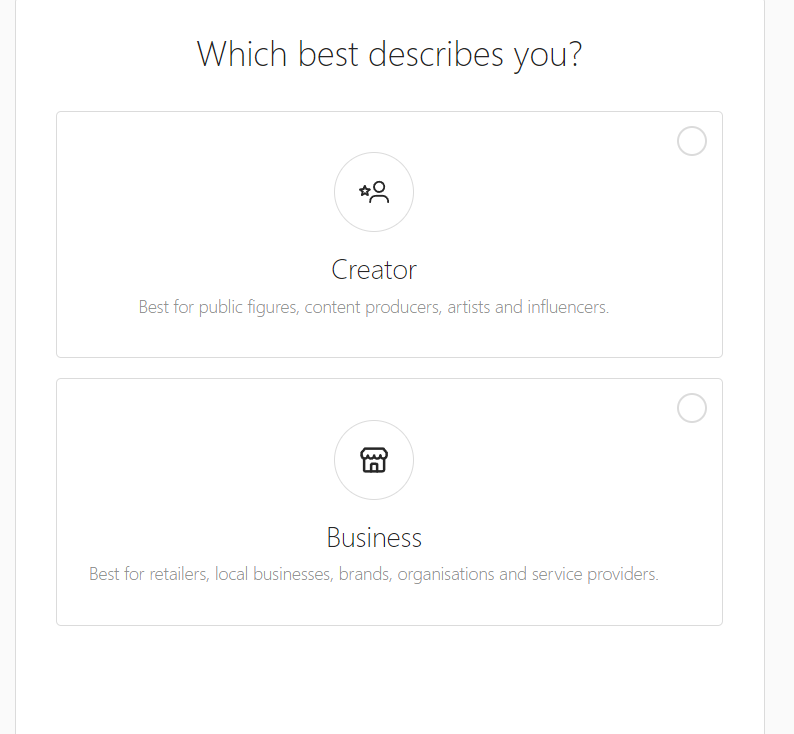 Which best describes you?
Creator
Best for public figures, content producers, artists and influencers.
Business
Best for retailers, local businesses, brands, organisations and service providers.